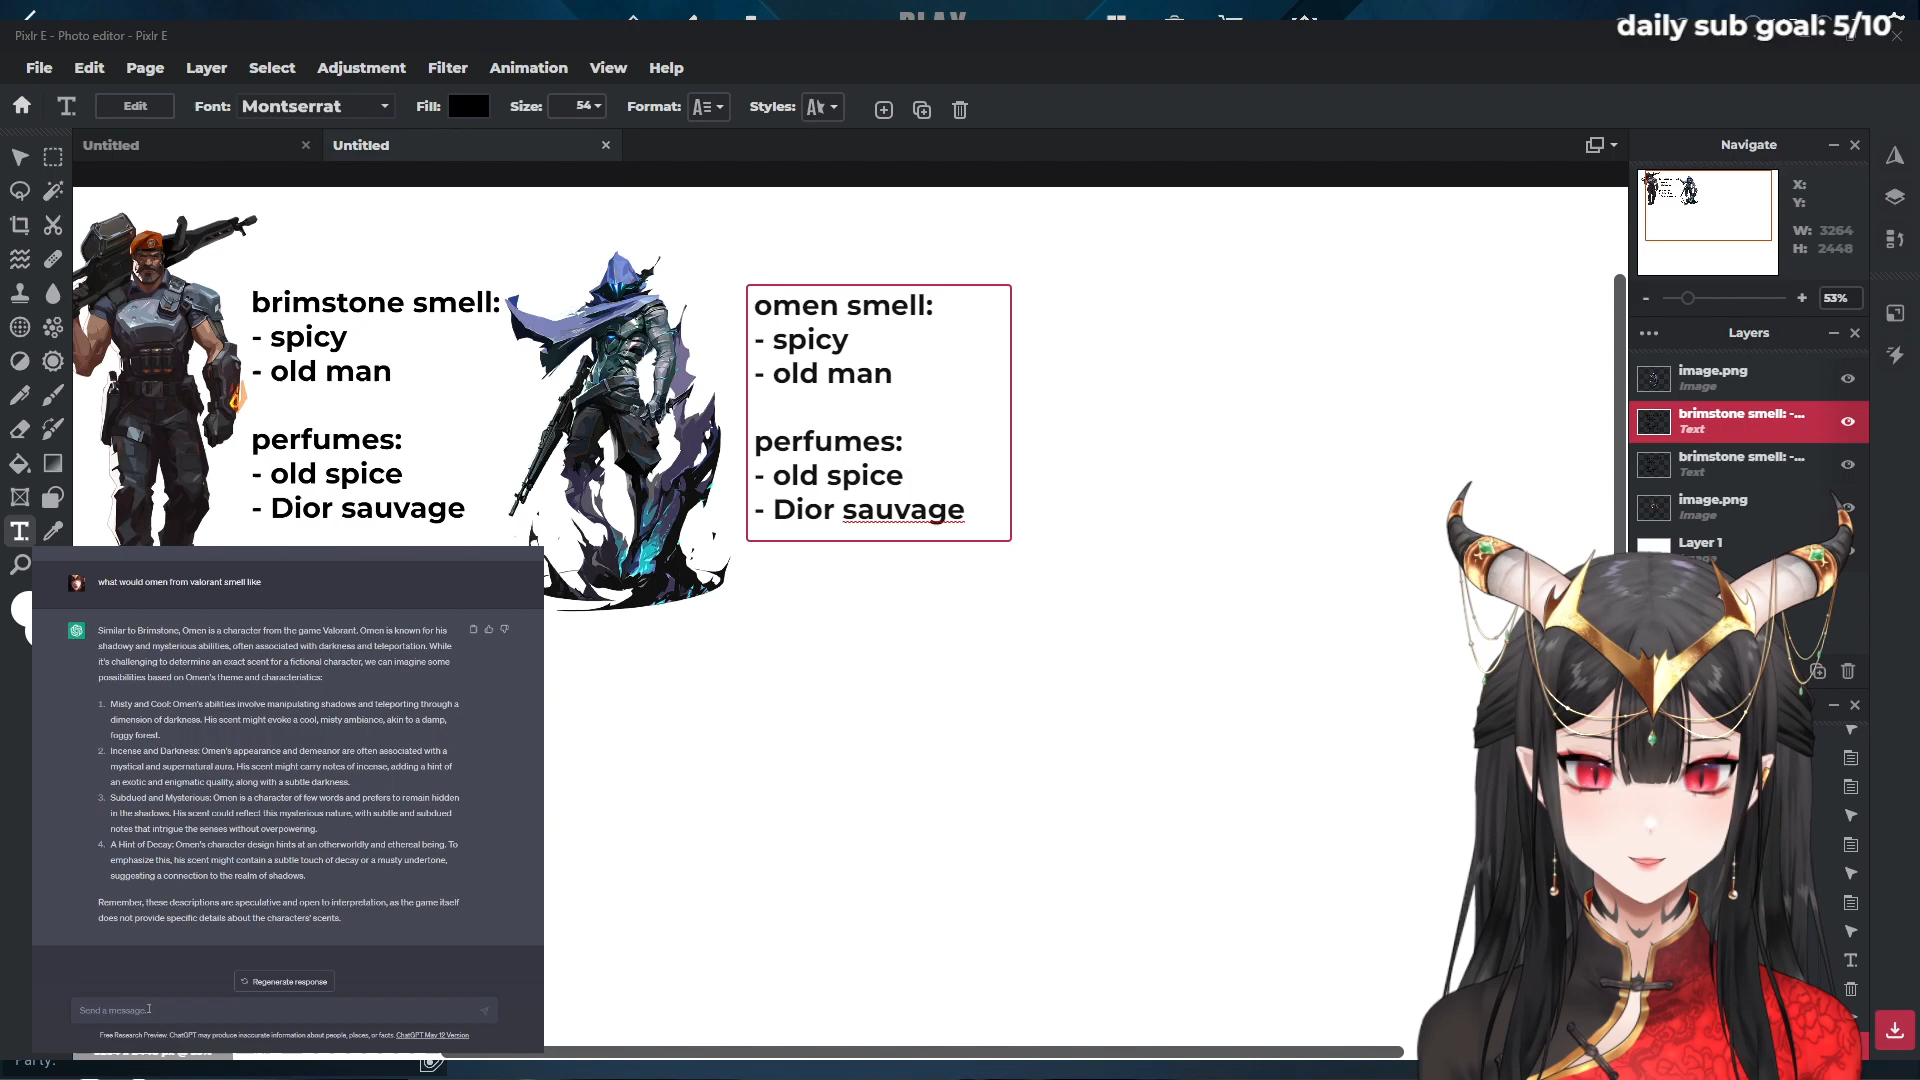 PLAY
daily sub goal: 5/10
Pixlr E - Photo editor - Pixlr E
File Edit Page Layer Select Adjustment Filter Animation View Help
Edit Font: Montserrat Fill: Size: 54 Format: Styles:
Untitled Untitled Navigate
X:
Y:
W: 3264
H: 2448
53%
Layers
image.png
Image
brimstone smell: -...
Text
brimstone smell: -...
Text
image.png
Image
Layer 1
brimstone smell:
- spicy
- old man
perfumes:
- old spice
- Dior sauvage
omen smell:
- spicy
- old man
perfumes:
- old spice
- Dior sauvage
what would omen from valorant smell like
Similar to Brimstone, Omen is a character from the game Valorant. Omen is known for his
shadowy and mysterious abilities, often associated with darkness and teleportation. While
it's challenging to determine an exact scent for a fictional character, we can imagine some
possibilities based on Omen's theme and characteristics:
1. Misty and Cool: Omen's abilities involve manipulating shadows and teleporting through a
dimension of darkness. His scent might evoke a cool, misty ambiance, akin to a damp,
foggy forest.
2. Incense and Darkness: Omen's appearance and demeanor are often associated with a
mystical and supernatural aura. His scent might carry notes of incense, adding a hint of
an exotic and enigmatic quality, along with a subtle darkness.
3. Subdued and Mysterious: Omen is a character of few words and prefers to remain hidden
in the shadows. His scent could reflect this mysterious nature, with subtle and subdued
notes that intrigue the senses without overpowering.
4. A Hint of Decay: Omen's character design hints at an otherworldly and ethereal being. To
emphasize this, his scent might contain a subtle touch of decay or a musty undertone,
suggesting a connection to the realm of shadows.
Remember, these descriptions are speculative and open to interpretation, as the game itself
does not provide specific details about the characters' scents.
Regenerate response
Send a message.
Free Research Preview. ChatGPT may produce inaccurate information about people, places, or facts. ChatGPT May 12 Version
Party: